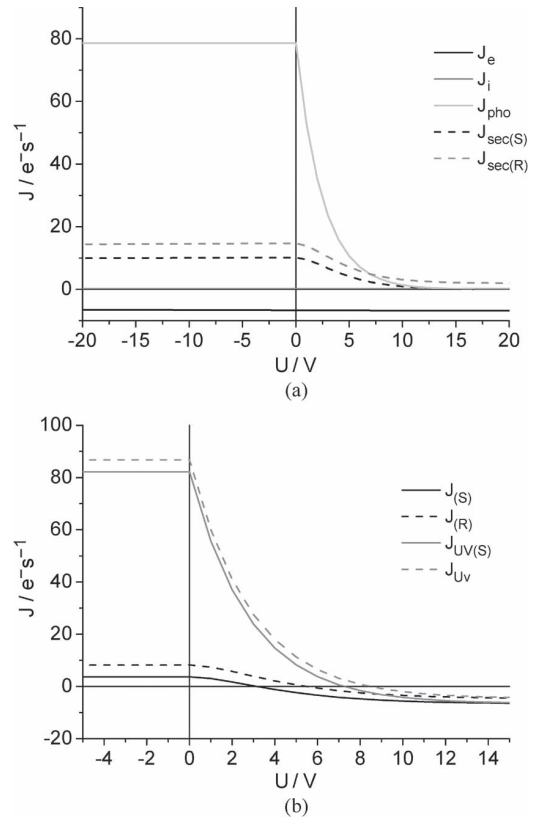 80
60
40
20
0
J / e⁻s⁻¹
-20 -15 -10 -5 0 5 10 15 20
U / V
J_e
J_i
J_pho
J_sec(S)
J_sec(R)
(a)
100
80
60
40
20
0
-20
J / e⁻s⁻¹
-4 -2 0 2 4 6 8 10 12 14
U / V
J_(S)
J_(R)
J_UV(S)
J_Uv
(b)